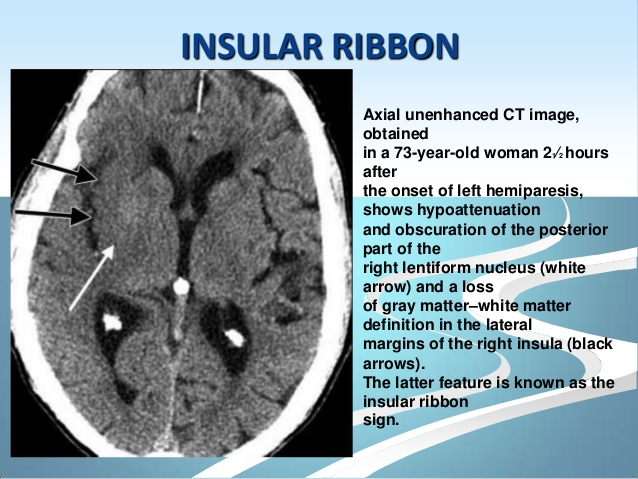 INSULAR RIBBON
Axial unenhanced CT image,
obtained
in a 73-year-old woman 2½ hours
after
the onset of left hemiparesis,
shows hypoattenuation
and obscuration of the posterior
part of the
right lentiform nucleus (white
arrow) and a loss
of gray matter–white matter
definition in the lateral
margins of the right insula (black
arrows).
The latter feature is known as the
insular ribbon
sign.